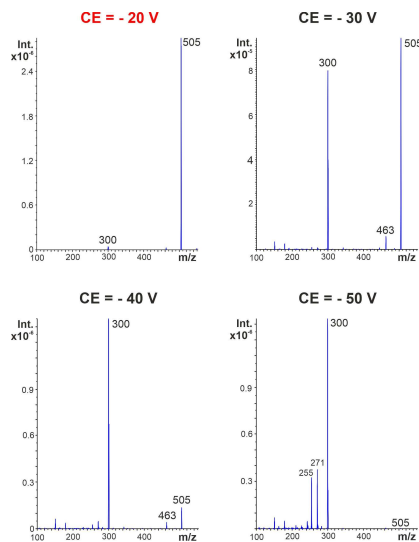 CE = - 20 V
Int.
x10⁻⁶
505
2.4
1.8
1.2
0.6
300
0
100
200
300
400
m/z
CE = - 30 V
Int.
x10⁻⁵
505
300
8
6
4
2
463
100
200
300
400
m/z
CE = - 40 V
Int.
x10⁻⁶
300
0.9
0.6
0.3
505
463
0
100
200
300
400
m/z
CE = - 50 V
Int.
x10⁻⁶
300
0.9
0.6
271
255
0.3
505
100
200
300
400
m/z